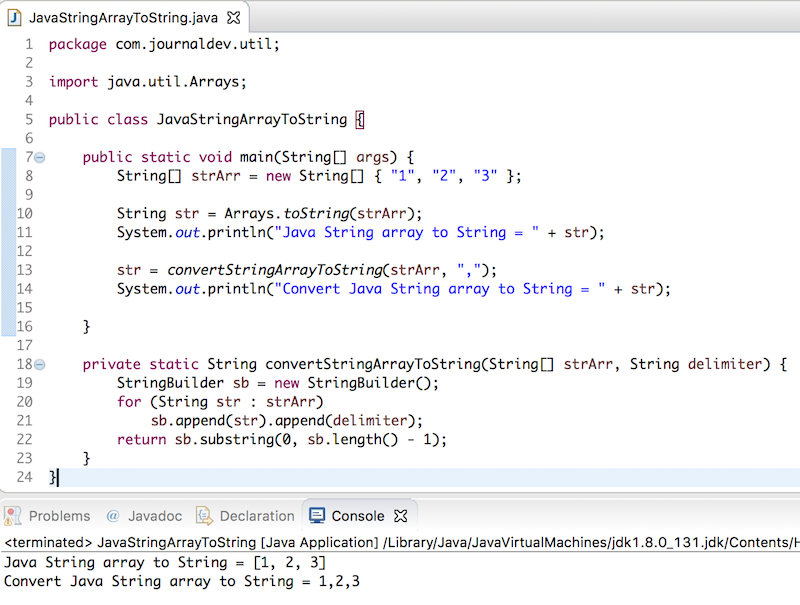 JavaStringArrayToString.java
1 package com.journaldev.util;
2
3 import java.util.Arrays;
4
5 public class JavaStringArrayToString {
6
7 public static void main(String[] args) {
8 String[] strArr = new String[] { "1", "2", "3" };
9
10 String str = Arrays.toString(strArr);
11 System.out.println("Java String array to String = " + str);
12
13 str = convertStringArrayToString(strArr, ",");
14 System.out.println("Convert Java String array to String = " + str);
15
16 }
17
18 private static String convertStringArrayToString(String[] strArr, String delimiter) {
19 StringBuilder sb = new StringBuilder();
20 for (String str : strArr)
21 sb.append(str).append(delimiter);
22 return sb.substring(0, sb.length() - 1);
23 }
24 }
Problems @ Javadoc Declaration Console
<terminated> JavaStringArrayToString [Java Application] /Library/Java/JavaVirtualMachines/jdk1.8.0_131.jdk/Contents/H
Java String array to String = [1, 2, 3]
Convert Java String array to String = 1,2,3